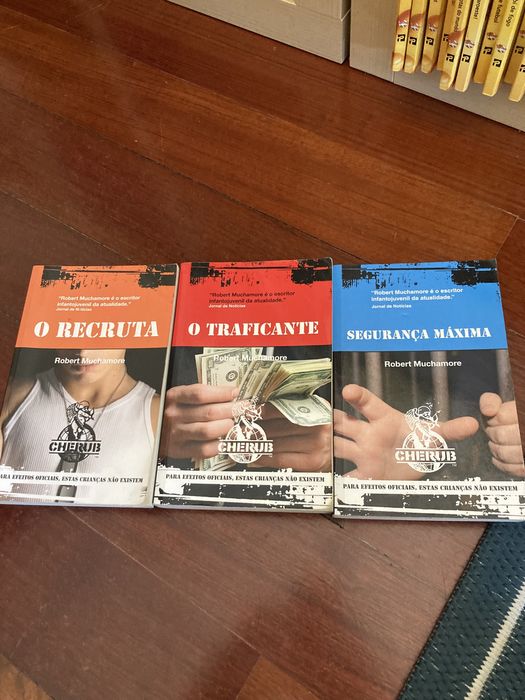 "Robert Muchamore é o escritor
infantojuvenil da atualidade."
Jornal de Notícias
O RECRUTA
Robert Muchamore
CHERUB
PARA EFEITOS OFICIAIS, ESTAS CRIANÇAS NÃO EXISTEM
"Robert Muchamore é o escritor
infantojuvenil da atualidade."
Jornal de Notícias
O TRAFICANTE
Robert Muchamore
CHERUB
PARA EFEITOS OFICIAIS, ESTAS CRIANÇAS NÃO EXISTEM
"Robert Muchamore é o escritor
infantojuvenil da atualidade."
Jornal de Notícias
SEGURANÇA MÁXIMA
Robert Muchamore
CHERUB
PARA EFEITOS OFICIAIS, ESTAS CRIANÇAS NÃO EXISTEM